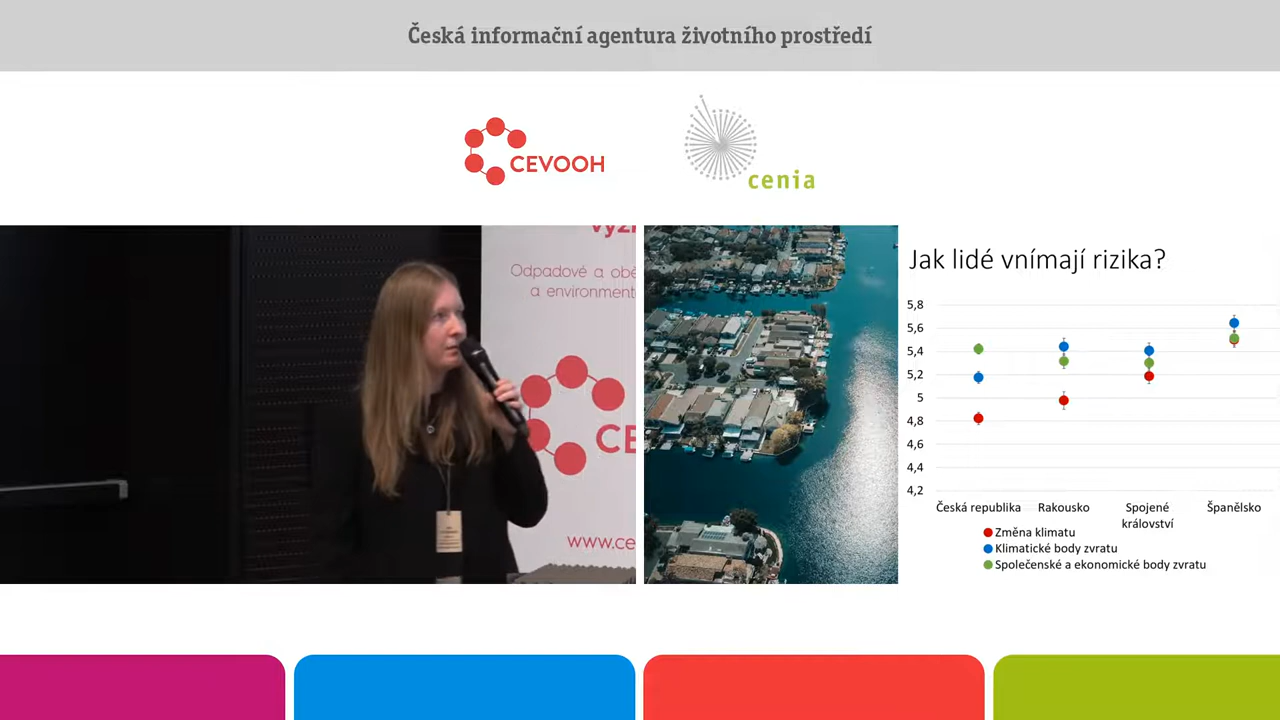 Česká informační agentura životního prostředí
CEVOOH
cenia
Odpadové a obě
a environment
CE
www.ce
Jak lidé vnímají rizika?
5,8
5,6
5,4
5,2
5
4,8
4,6
4,4
4,2
Česká republika Rakousko Spojené království Španělsko
Změna klimatu
Klimatické body zvratu
Společenské a ekonomické body zvratu